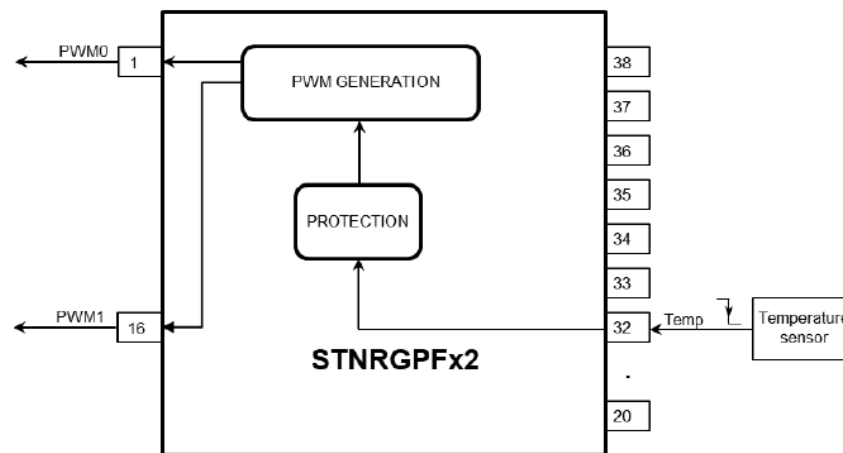 PWM0
1
PWM GENERATION
38
37
36
PROTECTION
35
34
33
PWM1
16
32
Temp
Temperature
sensor
STNRGPFx2
20